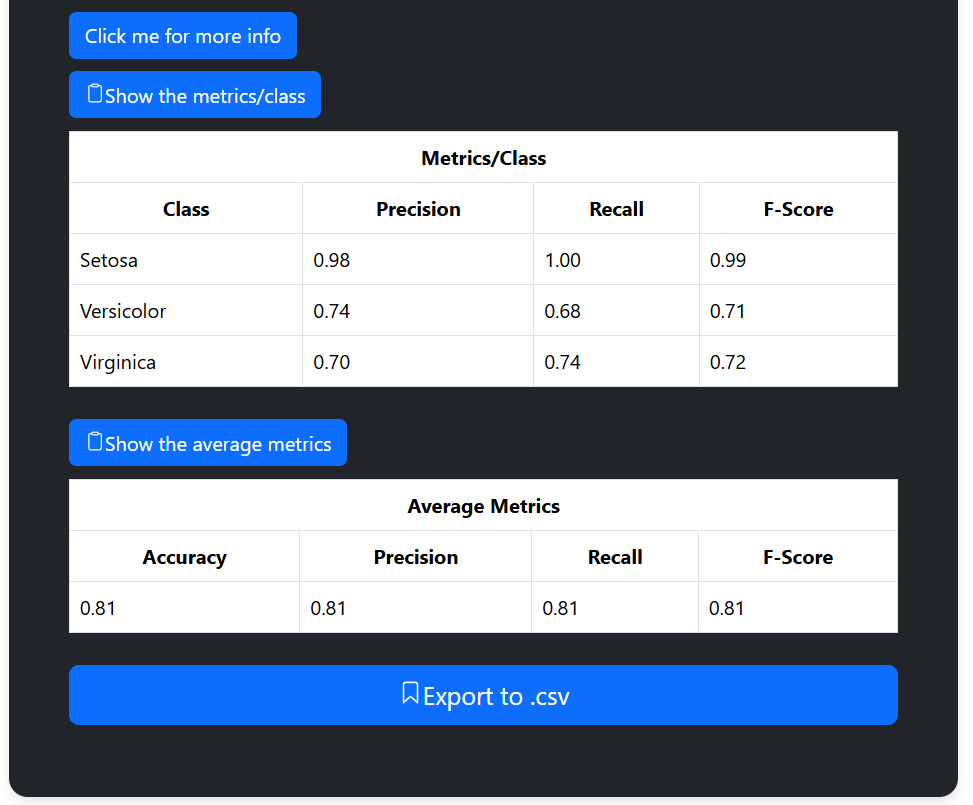 Click me for more info
Show the metrics/class
Metrics/Class
Class Precision Recall F-Score
Setosa 0.98 1.00 0.99
Versicolor 0.74 0.68 0.71
Virginica 0.70 0.74 0.72
Show the average metrics
Average Metrics
Accuracy Precision Recall F-Score
0.81 0.81 0.81 0.81
Export to .csv